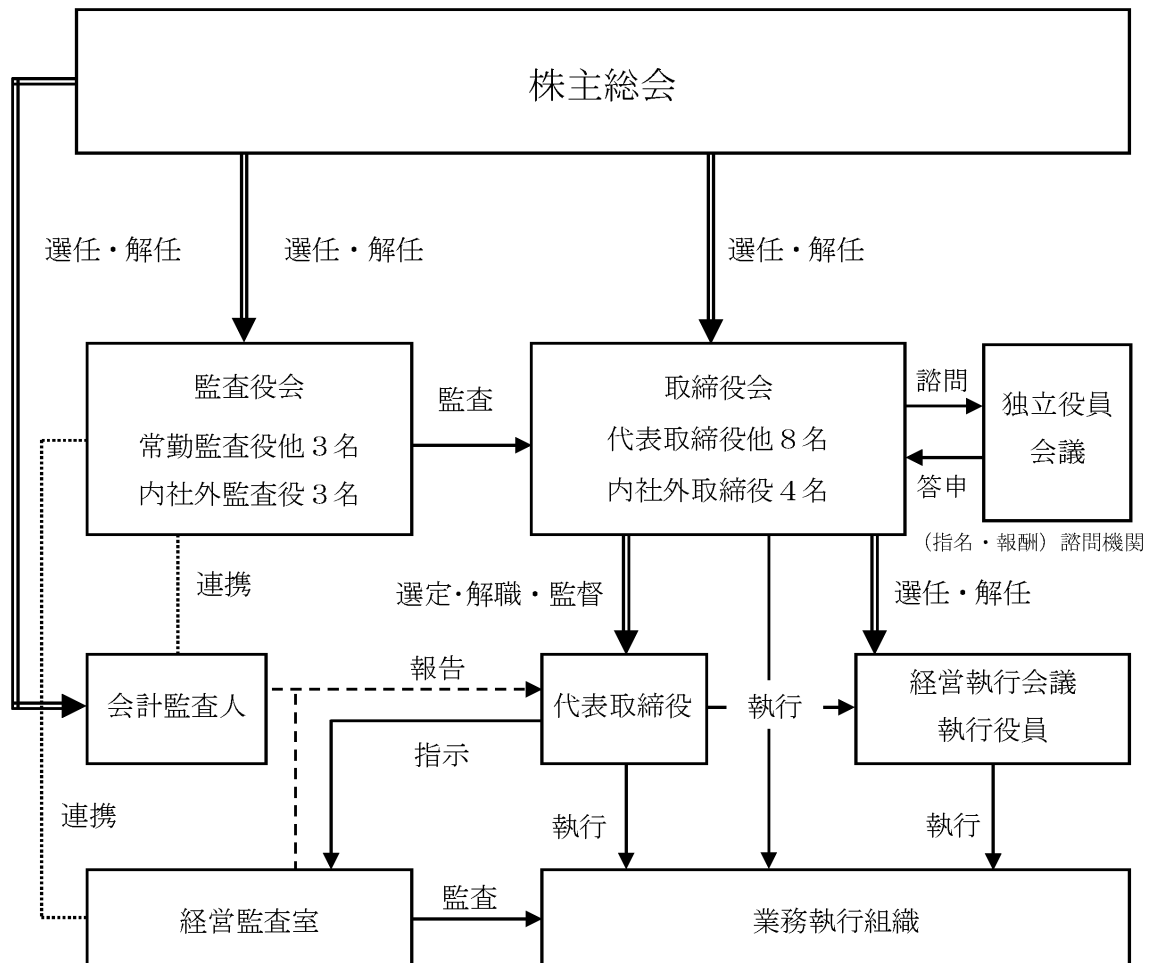 株主総会
選任・解任
選任・解任
選任・解任
監査役会
常勤監査役他３名
内社外監査役３名
監査
取締役会
代表取締役他８名
内社外取締役４名
諮問
答申
独立役員
会議
（指名・報酬）諮問機関
連携
選定・解職・監督
選任・解任
会計監査人
報告
代表取締役
執行
経営執行会議
執行役員
指示
連携
執行
執行
経営監査室
監査
業務執行組織